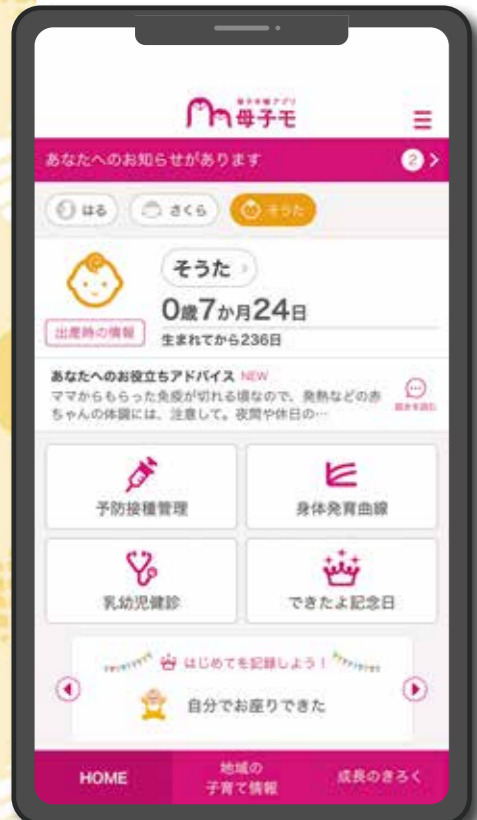 母子手帳アプリ
母子モ
あなたへのお知らせがあります 2
はる さくら そうた
そうた
0歳7か月24日
出産時の情報
生まれてから236日
あなたへのお役立ちアドバイス NEW
ママからもらった免疫が切れる頃なので、発熱などの赤
ちゃんの体調には、注意して。夜間や休日の…
続きを読む
予防接種管理
身体発育曲線
乳幼児健診
できたよ記念日
はじめてを記録しよう!
自分でお座りできた
HOME
地域の
子育て情報
成長のきろく